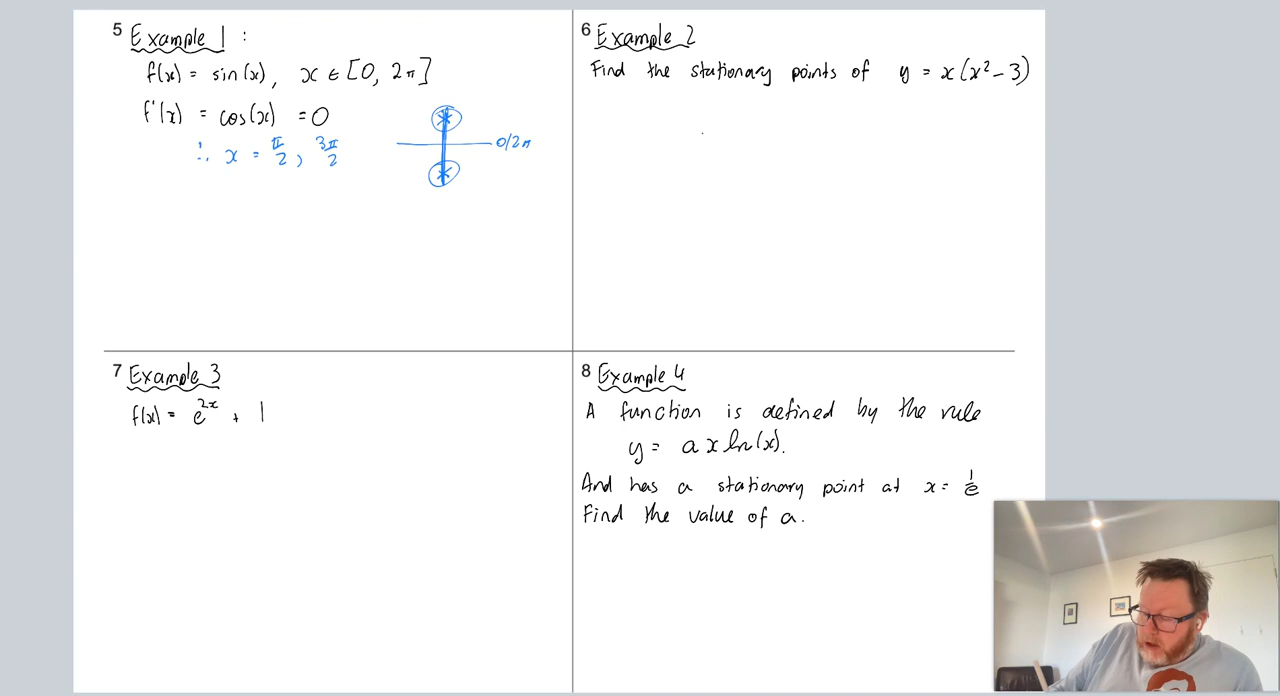 5 Example 1 :
f(x) = sin(x), x ∈ [0, 2π]
f'(x) = cos(x) = 0
∴ x = π/2, 3π/2
0/2π
6 Example 2
Find the stationary points of y = x(x² - 3)
7 Example 3
f(x) = e^{2x} + 1
8 Example 4
A function is defined by the rule
y = a x ln(x).
And has a stationary point at x = 1/e
Find the value of a.